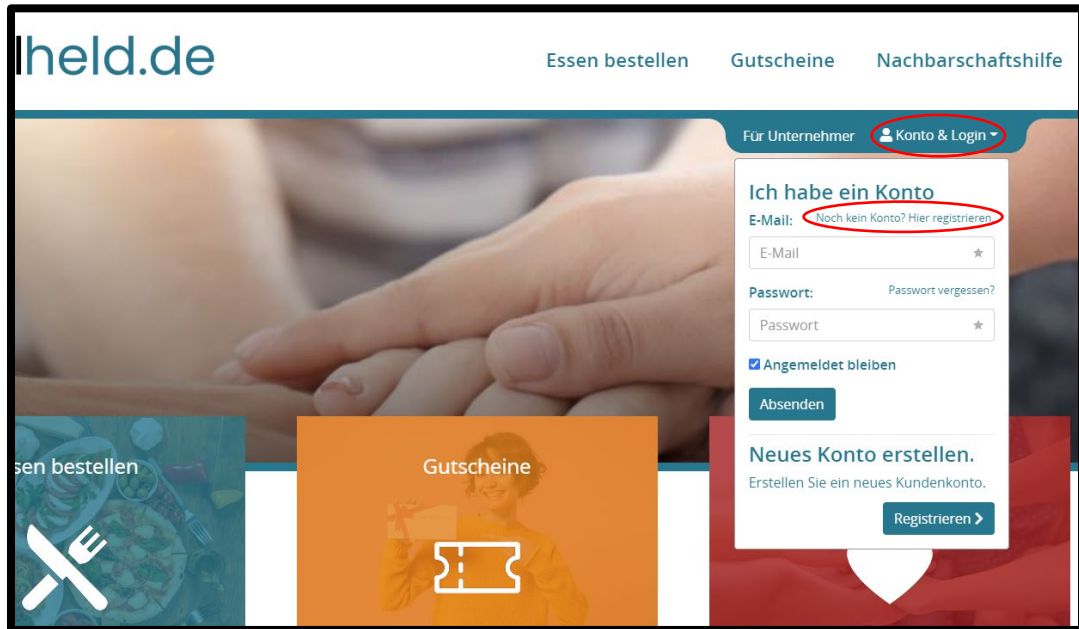 lheld.de
Essen bestellen Gutscheine Nachbarschaftshilfe
Für Unternehmer Konto & Login
Ich habe ein Konto
E-Mail: Noch kein Konto? Hier registrieren
E-Mail
Passwort: Passwort vergessen?
Passwort
Angemeldet bleiben
Absenden
Neues Konto erstellen.
Erstellen Sie ein neues Kundenkonto.
Registrieren
sen bestellen
Gutscheine